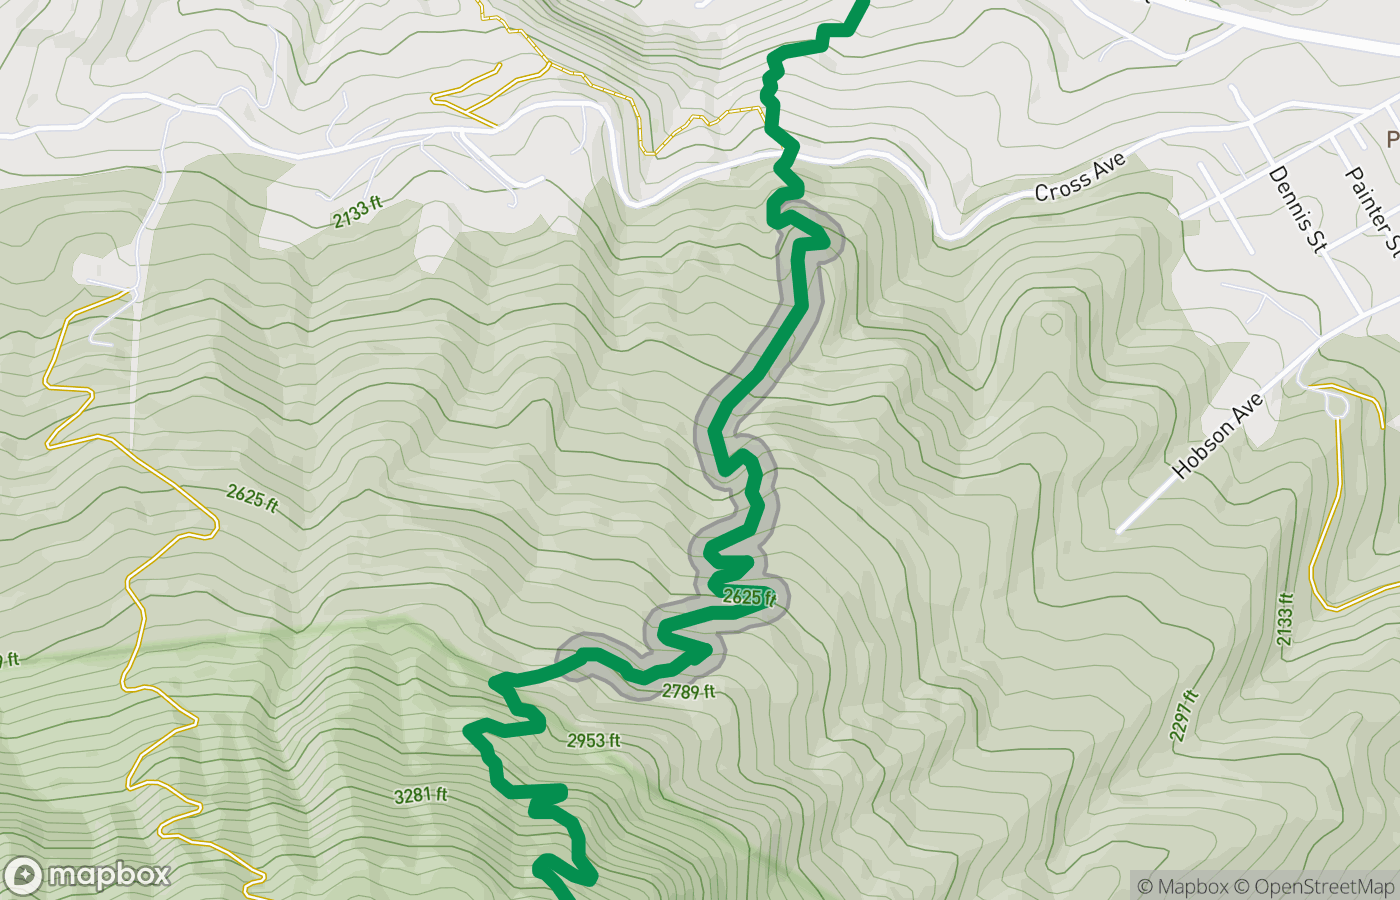 Cross Ave
Dennis St
Painter St
P
2133 ft
Hobson Ave
2625 ft
2625 ft
2133 ft
ft
2789 ft
2297 ft
2953 ft
3281 ft
mapbox
© Mapbox © OpenStreetMap